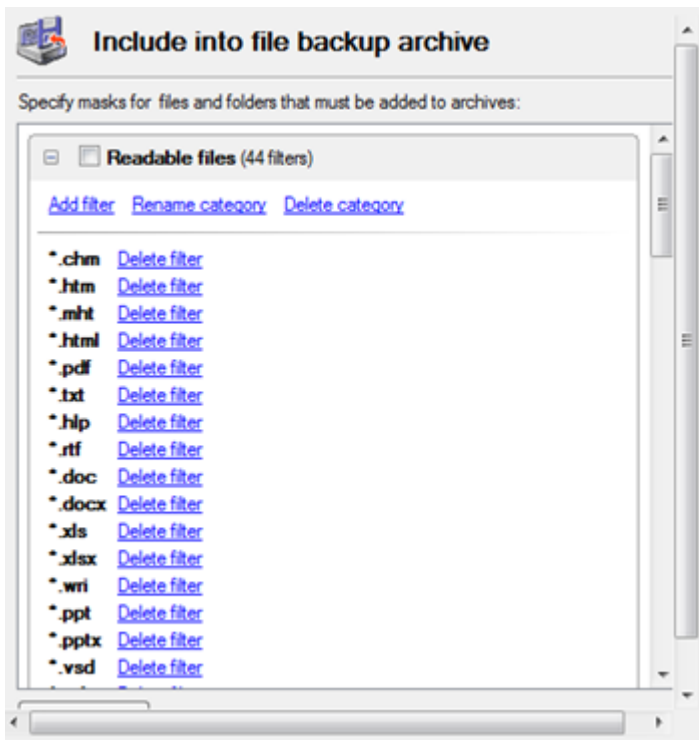 Include into file backup archive
Specify masks for files and folders that must be added to archives:
Readable files (44 filters)
Add filter Rename category Delete category
*.chm Delete filter
*.htm Delete filter
*.mht Delete filter
*.html Delete filter
*.pdf Delete filter
*.txt Delete filter
*.hlp Delete filter
*.rtf Delete filter
*.doc Delete filter
*.docx Delete filter
*.xls Delete filter
*.xlsx Delete filter
*.wri Delete filter
*.ppt Delete filter
*.pptx Delete filter
*.vsd Delete filter